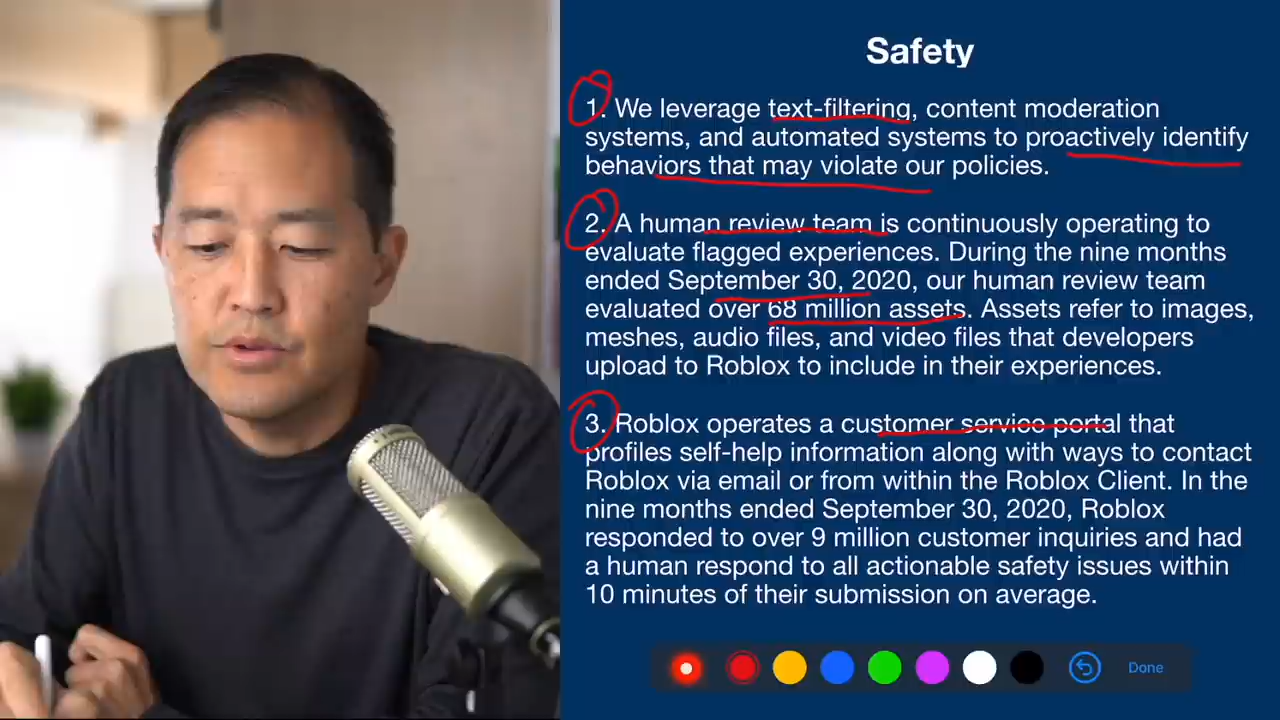 Safety
1. We leverage text-filtering, content moderation
systems, and automated systems to proactively identify
behaviors that may violate our policies.
2. A human review team is continuously operating to
evaluate flagged experiences. During the nine months
ended September 30, 2020, our human review team
evaluated over 68 million assets. Assets refer to images,
meshes, audio files, and video files that developers
upload to Roblox to include in their experiences.
3. Roblox operates a customer service portal that
profiles self-help information along with ways to contact
Roblox via email or from within the Roblox Client. In the
nine months ended September 30, 2020, Roblox
responded to over 9 million customer inquiries and had
a human respond to all actionable safety issues within
10 minutes of their submission on average.
Done